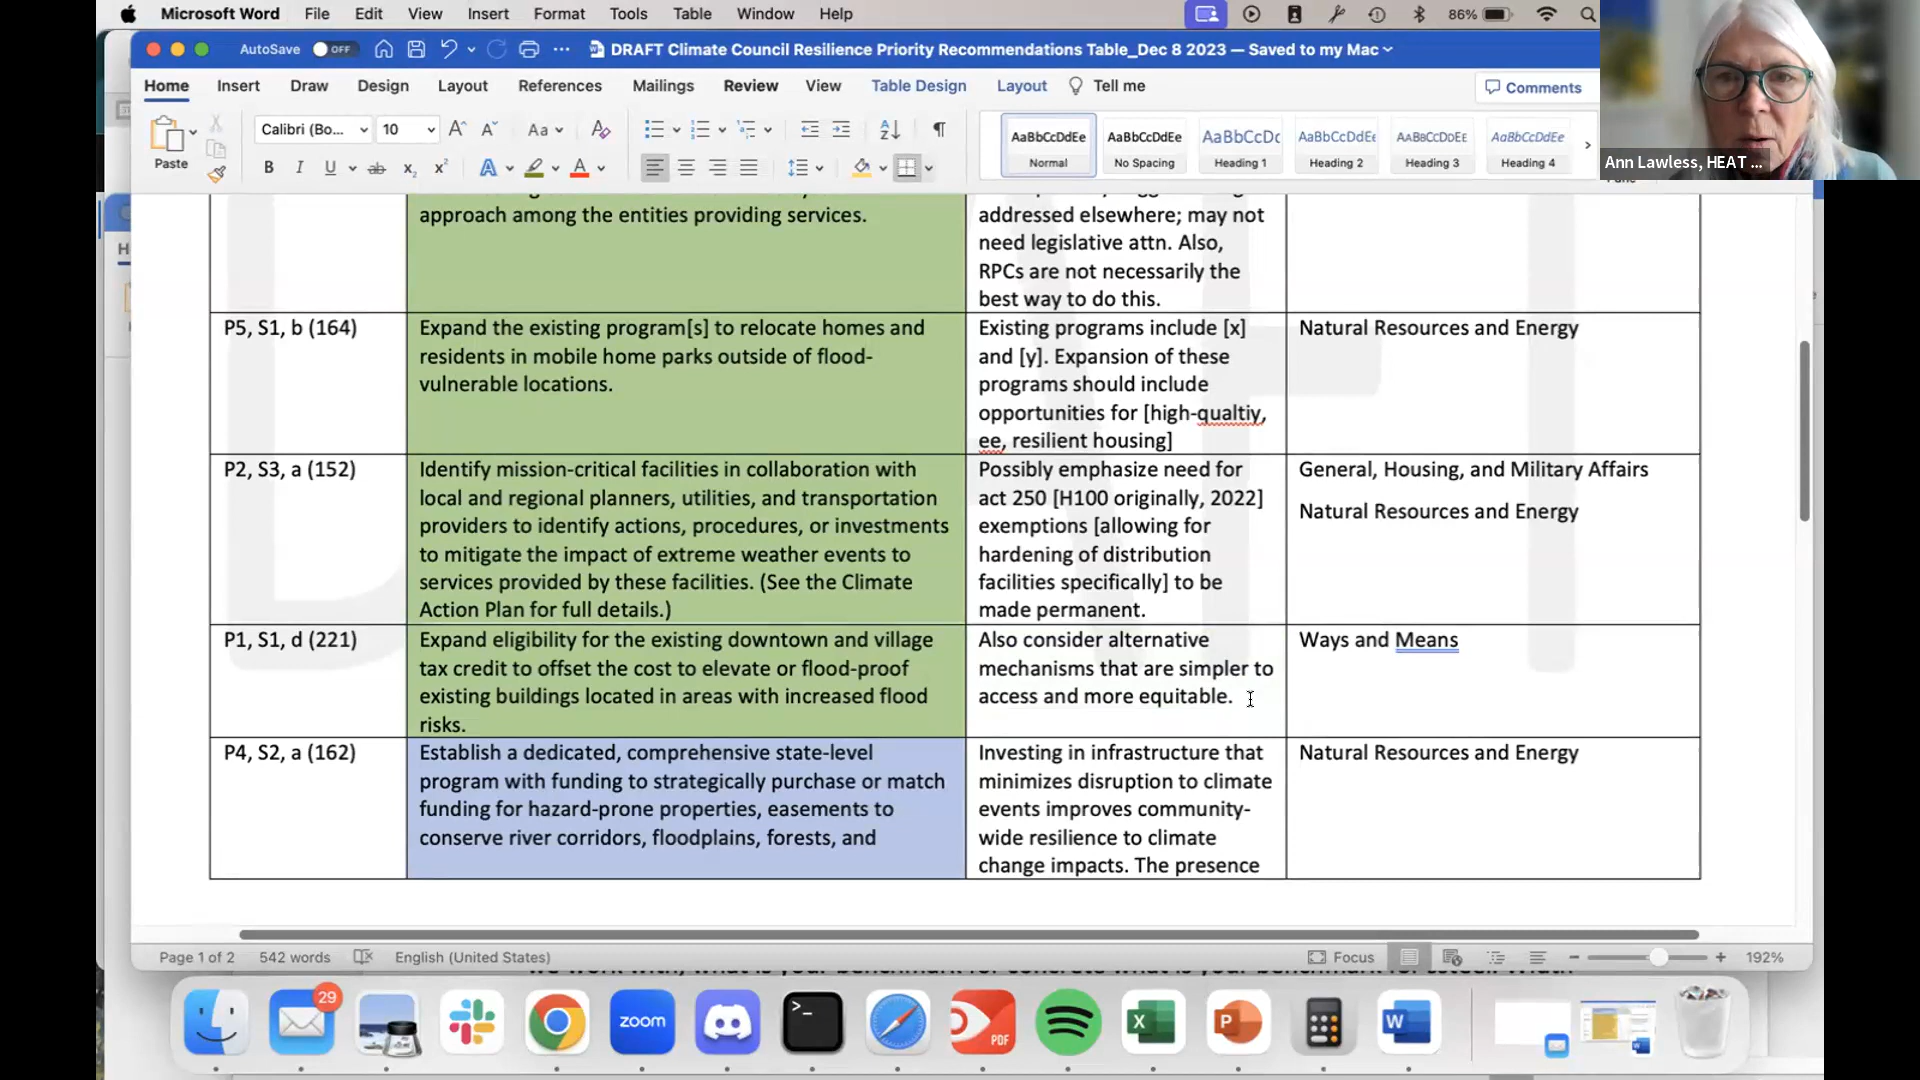 Microsoft Word File Edit View Insert Format Tools Table Window Help 86%
AutoSave OFF DRAFT Climate Council Resilience Priority Recommendations Table_Dec 8 2023 — Saved to my Mac
Home Insert Draw Design Layout References Mailings Review View Table Design Layout Tell me Comments
Paste Calibri (Bo... 10 Aa
AaBbCcDdEe AaBbCcDdEe AaBbCcDc AaBbCcDdEe AaBbCcDdEe AaBbCcDdEe
Normal No Spacing Heading 1 Heading 2 Heading 3 Heading 4
Ann Lawless, HEAT ...
approach among the entities providing services.
addressed elsewhere; may not
need legislative attn. Also,
RPCs are not necessarily the
best way to do this.
P5, S1, b (164)
Expand the existing program[s] to relocate homes and
residents in mobile home parks outside of flood-
vulnerable locations.
Existing programs include [x]
and [y]. Expansion of these
programs should include
opportunities for [high-qualtiy,
ee, resilient housing]
Natural Resources and Energy
P2, S3, a (152)
Identify mission-critical facilities in collaboration with
local and regional planners, utilities, and transportation
providers to identify actions, procedures, or investments
to mitigate the impact of extreme weather events to
services provided by these facilities. (See the Climate
Action Plan for full details.)
Possibly emphasize need for
act 250 [H100 originally, 2022]
exemptions [allowing for
hardening of distribution
facilities specifically] to be
made permanent.
General, Housing, and Military Affairs
Natural Resources and Energy
P1, S1, d (221)
Expand eligibility for the existing downtown and village
tax credit to offset the cost to elevate or flood-proof
existing buildings located in areas with increased flood
risks.
Also consider alternative
mechanisms that are simpler to
access and more equitable.
Ways and Means
P4, S2, a (162)
Establish a dedicated, comprehensive state-level
program with funding to strategically purchase or match
funding for hazard-prone properties, easements to
conserve river corridors, floodplains, forests, and
Investing in infrastructure that
minimizes disruption to climate
events improves community-
wide resilience to climate
change impacts. The presence
Natural Resources and Energy
Page 1 of 2 542 words English (United States) Focus 192%
29
zoom
PDF